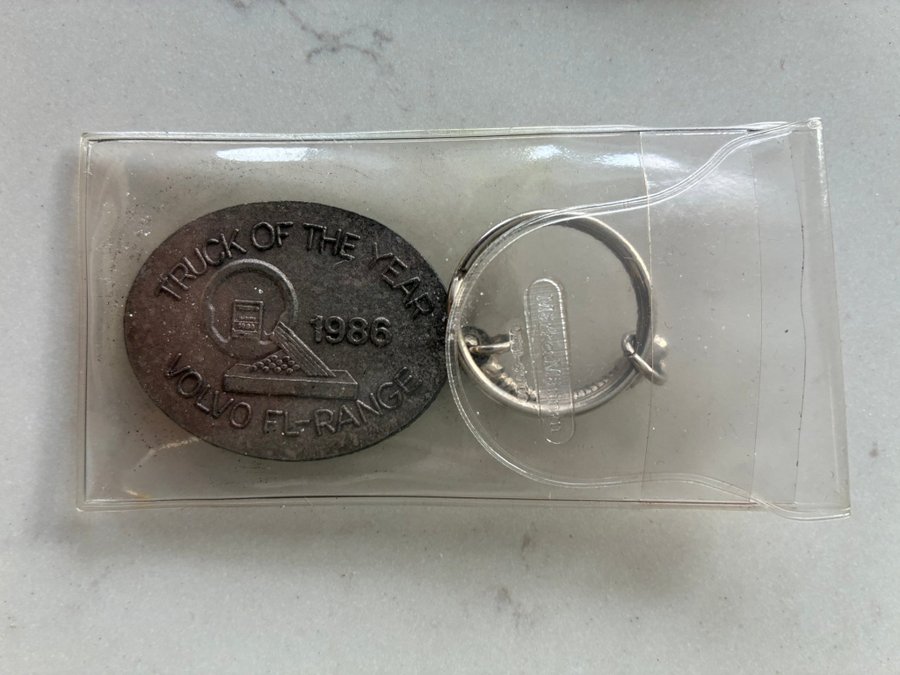 TRUCK OF THE YEAR
1986
VOLVO FL-RANGE